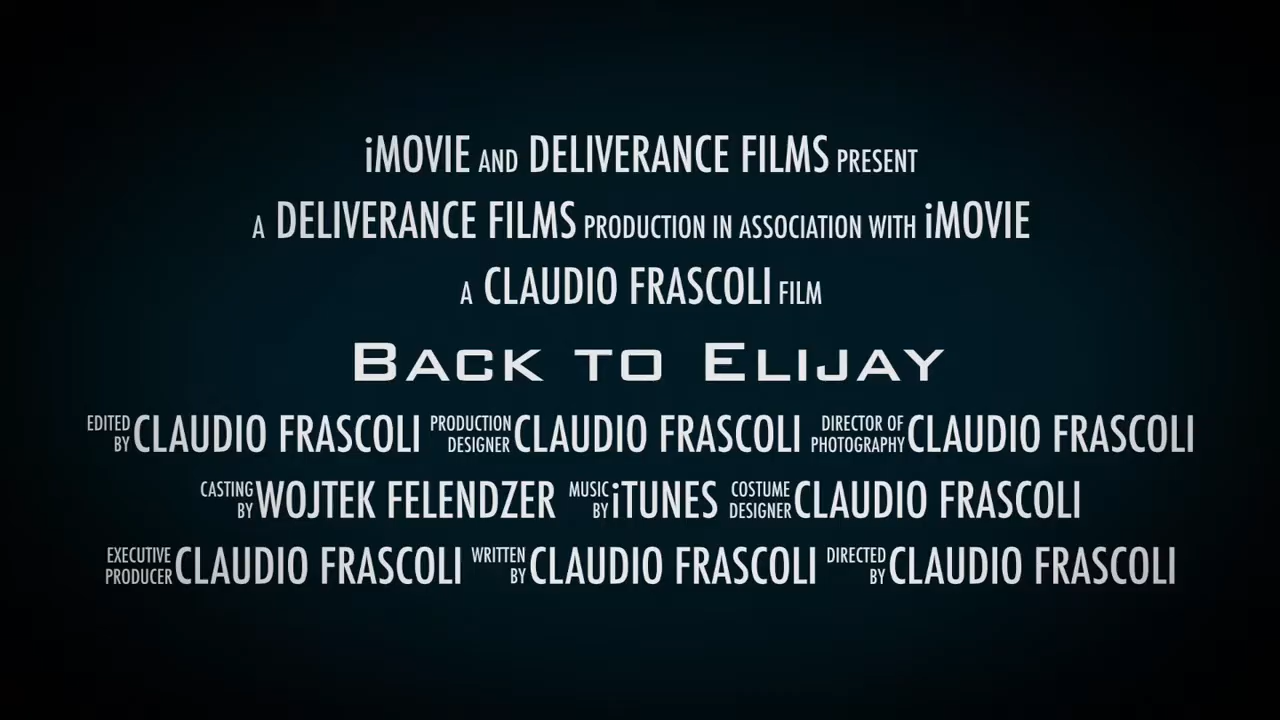 iMOVIE AND DELIVERANCE FILMS PRESENT
A DELIVERANCE FILMS PRODUCTION IN ASSOCIATION WITH iMOVIE
A CLAUDIO FRASCOLI FILM
BACK TO ELIJAY
EDITED BY CLAUDIO FRASCOLI PRODUCTION DESIGNER CLAUDIO FRASCOLI DIRECTOR OF PHOTOGRAPHY CLAUDIO FRASCOLI
CASTING BY WOJTEK FELENDZER MUSIC BY iTUNES COSTUME DESIGNER CLAUDIO FRASCOLI
EXECUTIVE PRODUCER CLAUDIO FRASCOLI WRITTEN BY CLAUDIO FRASCOLI DIRECTED BY CLAUDIO FRASCOLI